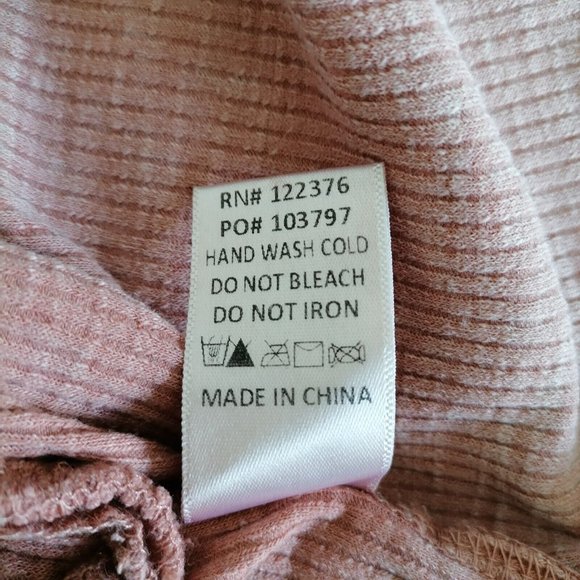 RN# 122376
PO# 103797
HAND WASH COLD
DO NOT BLEACH
DO NOT IRON
MADE IN CHINA